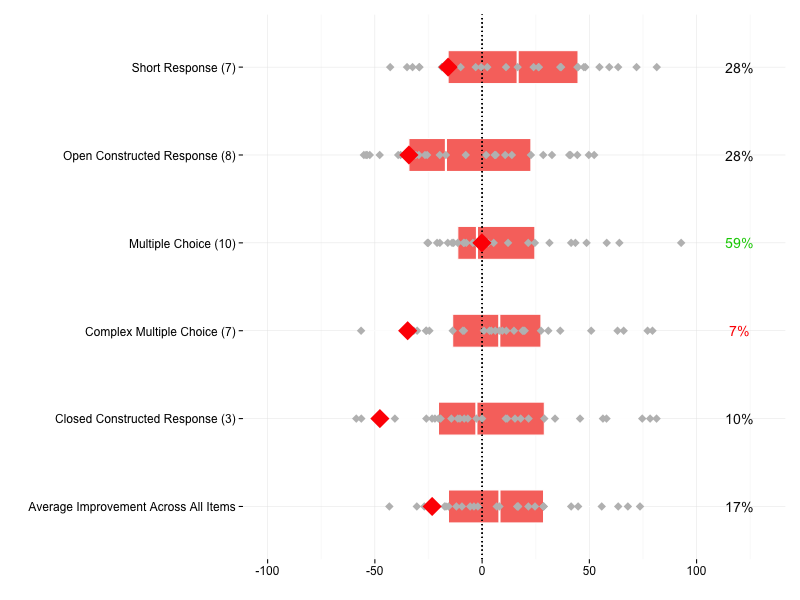 Short Response (7) 28%
Open Constructed Response (8) 28%
Multiple Choice (10) 59%
Complex Multiple Choice (7) 7%
Closed Constructed Response (3) 10%
Average Improvement Across All Items 17%
-100 -50 0 50 100